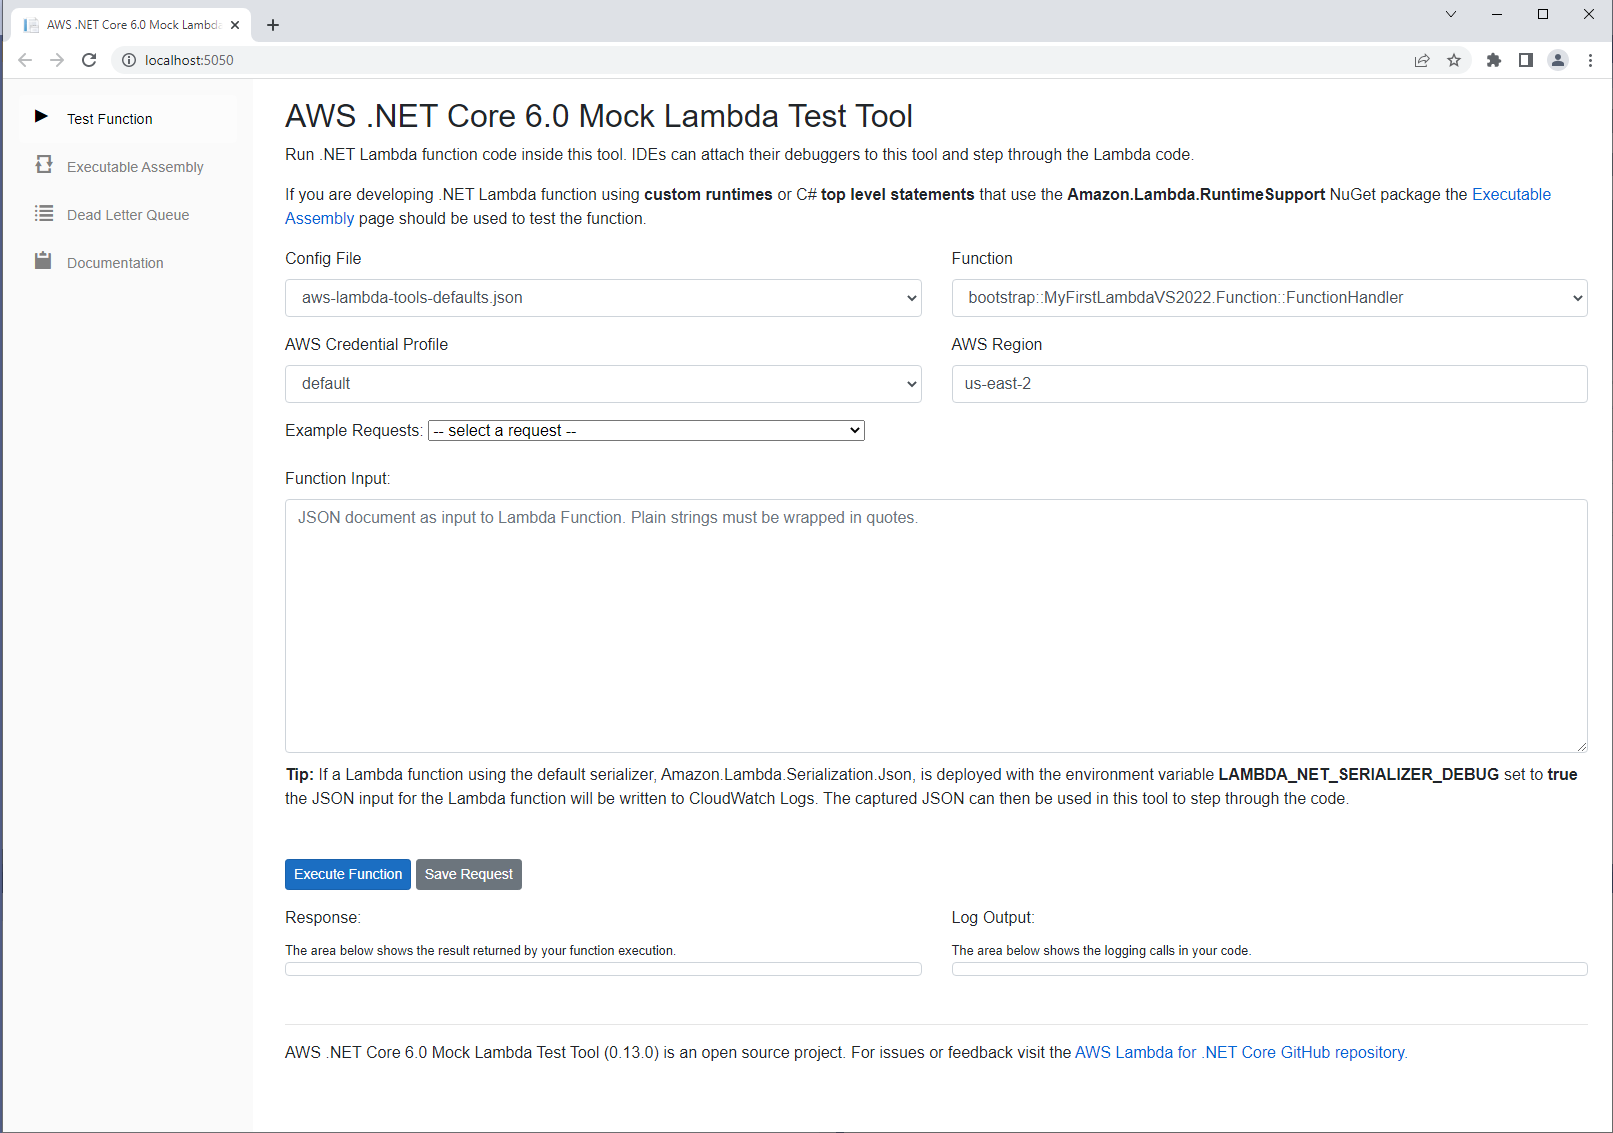 AWS .NET Core 6.0 Mock Lambda
localhost:5050
Test Function
Executable Assembly
Dead Letter Queue
Documentation
AWS .NET Core 6.0 Mock Lambda Test Tool
Run .NET Lambda function code inside this tool. IDEs can attach their debuggers to this tool and step through the Lambda code.
If you are developing .NET Lambda function using custom runtimes or C# top level statements that use the Amazon.Lambda.RuntimeSupport NuGet package the Executable
Assembly page should be used to test the function.
Config File
Function
aws-lambda-tools-defaults.json
bootstrap::MyFirstLambdaVS2022.Function::FunctionHandler
AWS Credential Profile
AWS Region
default
us-east-2
Example Requests: -- select a request --
Function Input:
JSON document as input to Lambda Function. Plain strings must be wrapped in quotes.
Tip: If a Lambda function using the default serializer, Amazon.Lambda.Serialization.Json, is deployed with the environment variable LAMBDA_NET_SERIALIZER_DEBUG set to true
the JSON input for the Lambda function will be written to CloudWatch Logs. The captured JSON can then be used in this tool to step through the code.
Execute Function Save Request
Response:
Log Output:
The area below shows the result returned by your function execution.
The area below shows the logging calls in your code.
AWS .NET Core 6.0 Mock Lambda Test Tool (0.13.0) is an open source project. For issues or feedback visit the AWS Lambda for .NET Core GitHub repository.